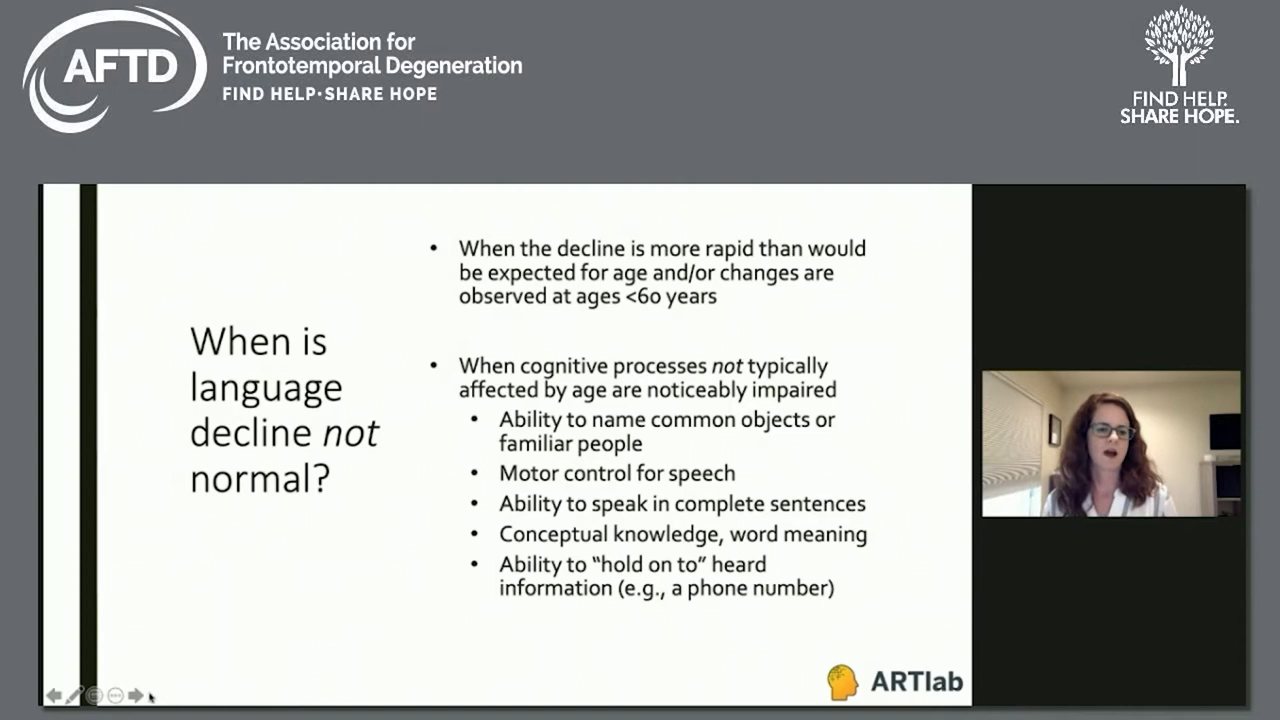 AFTD
The Association for
Frontotemporal Degeneration
FIND HELP•SHARE HOPE
FIND HELP.
SHARE HOPE.
When is
language
decline not
normal?
• When the decline is more rapid than would
be expected for age and/or changes are
observed at ages <60 years
• When cognitive processes not typically
affected by age are noticeably impaired
• Ability to name common objects or
familiar people
• Motor control for speech
• Ability to speak in complete sentences
• Conceptual knowledge, word meaning
• Ability to “hold on to” heard
information (e.g., a phone number)
ARTlab